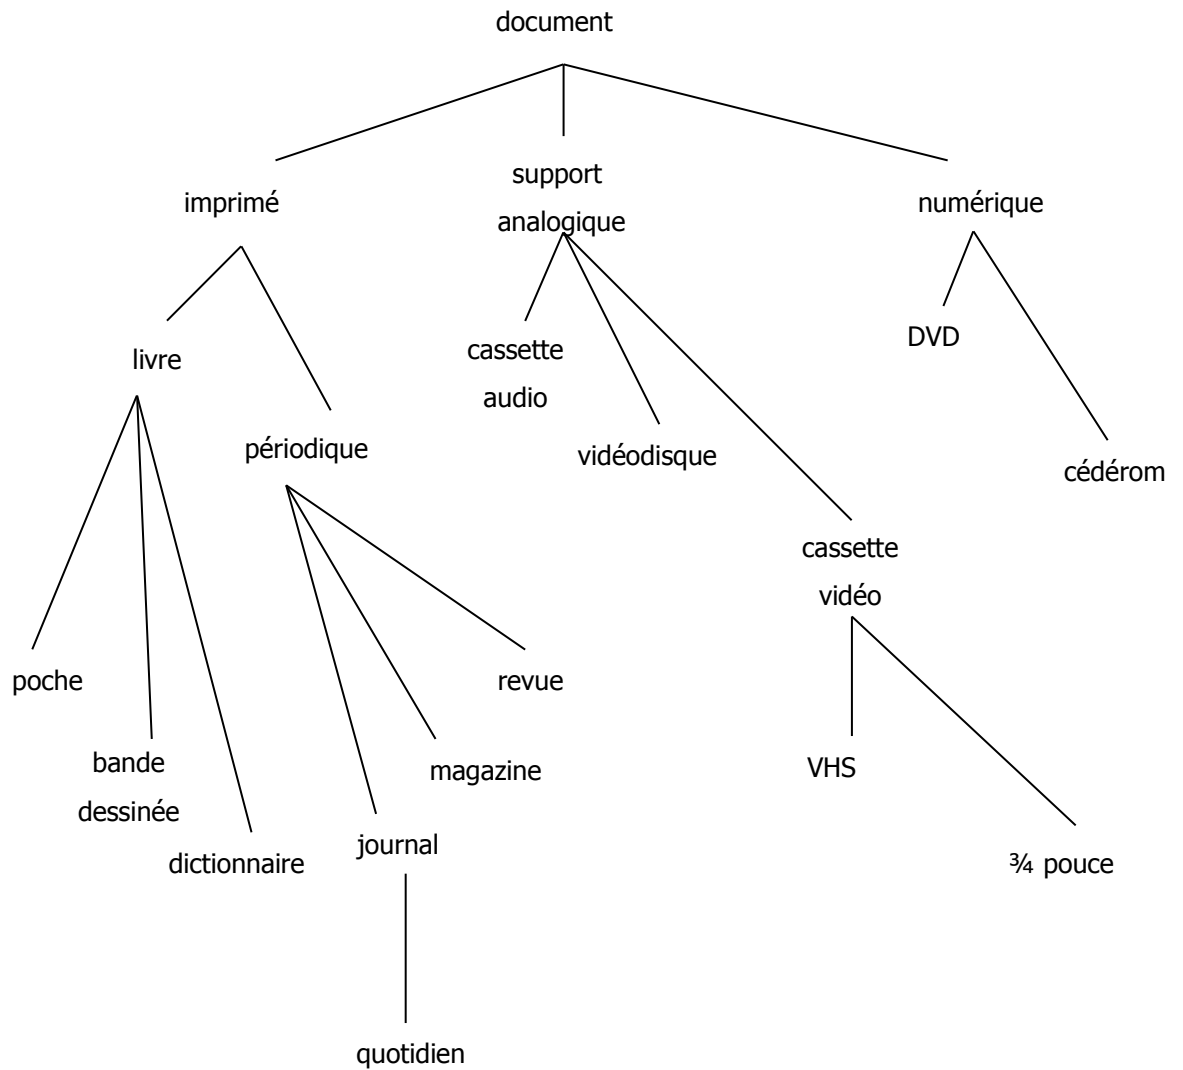 document
support
analogique
imprimé
numérique
DVD
cassette
audio
livre
périodique
vidéodisque
cédérom
cassette
vidéo
poche
revue
bande
dessinée
magazine
VHS
dictionnaire
journal
¾ pouce
quotidien